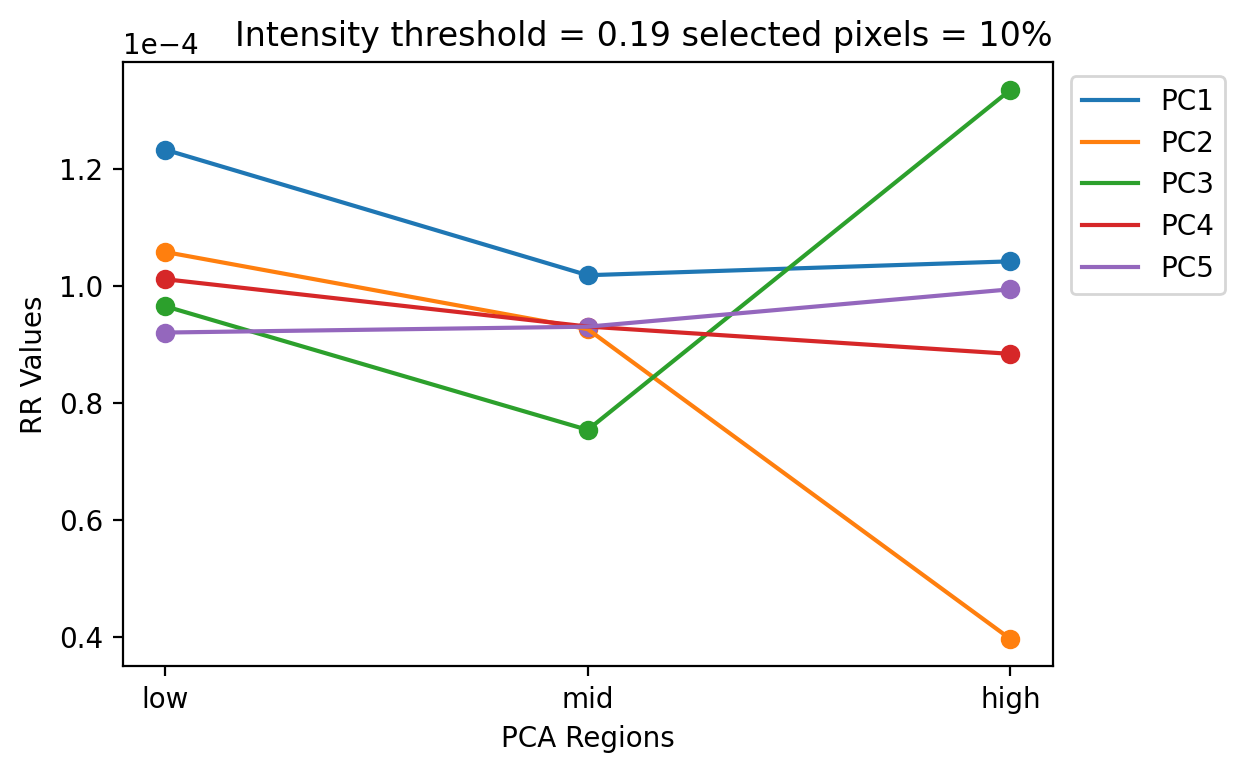 Intensity threshold = 0.19 selected pixels = 10%
1e−4
1.2
1.0
0.8
0.6
0.4
RR Values
low
mid
high
PCA Regions
PC1
PC2
PC3
PC4
PC5